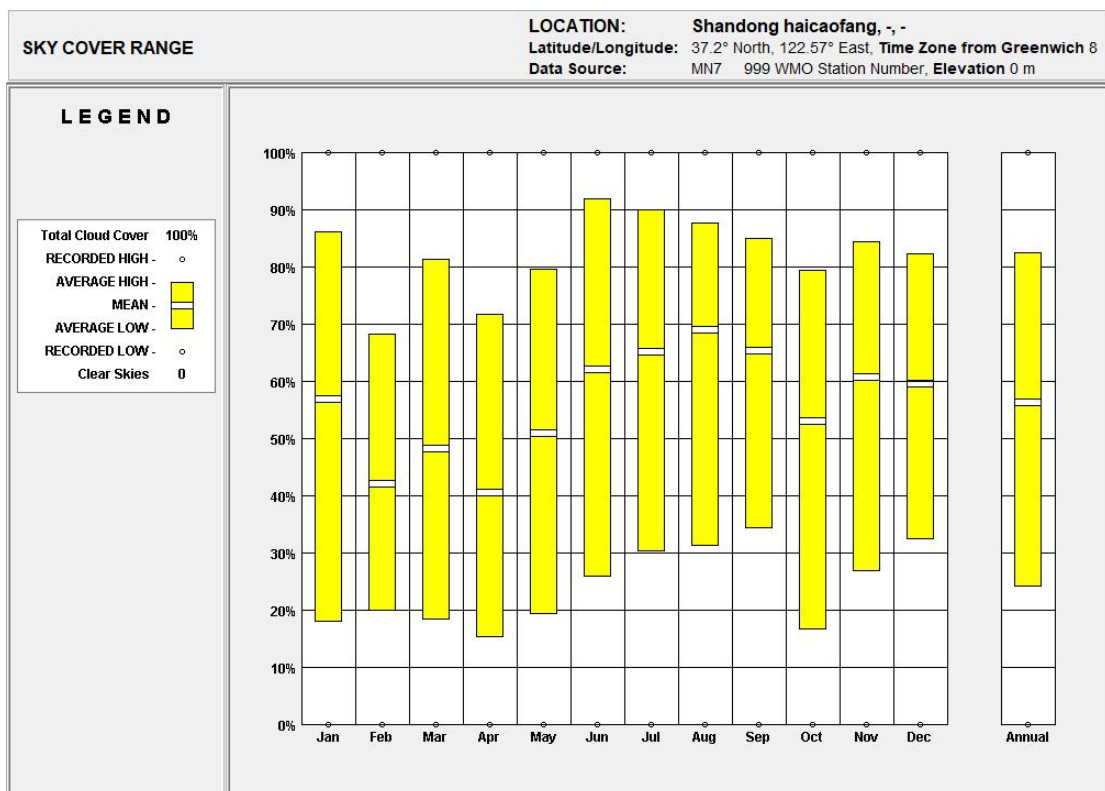 SKY COVER RANGE
LOCATION: Shandong haicaofang, -, -
Latitude/Longitude: 37.2° North, 122.57° East, Time Zone from Greenwich 8
Data Source: MN7 999 WMO Station Number, Elevation 0 m
LEGEND
Total Cloud Cover 100%
RECORDED HIGH -
AVERAGE HIGH -
MEAN -
AVERAGE LOW -
RECORDED LOW -
Clear Skies 0
100%
90%
80%
70%
60%
50%
40%
30%
20%
10%
0%
Jan Feb Mar Apr May Jun Jul Aug Sep Oct Nov Dec Annual